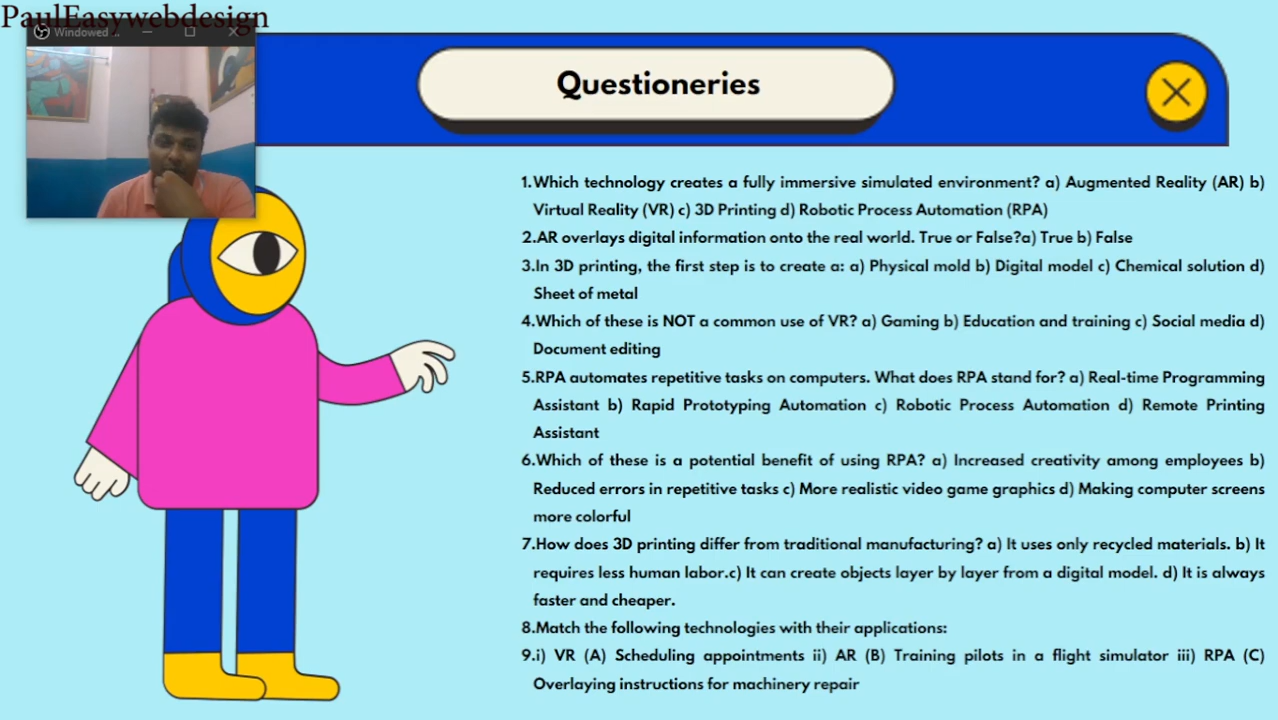 PaulEasywebdesign
Windowed ...
Questioneries
1.Which technology creates a fully immersive simulated environment? a) Augmented Reality (AR) b)
Virtual Reality (VR) c) 3D Printing d) Robotic Process Automation (RPA)
2.AR overlays digital information onto the real world. True or False?a) True b) False
3.In 3D printing, the first step is to create a: a) Physical mold b) Digital model c) Chemical solution d)
Sheet of metal
4.Which of these is NOT a common use of VR? a) Gaming b) Education and training c) Social media d)
Document editing
5.RPA automates repetitive tasks on computers. What does RPA stand for? a) Real-time Programming
Assistant b) Rapid Prototyping Automation c) Robotic Process Automation d) Remote Printing
Assistant
6.Which of these is a potential benefit of using RPA? a) Increased creativity among employees b)
Reduced errors in repetitive tasks c) More realistic video game graphics d) Making computer screens
more colorful
7.How does 3D printing differ from traditional manufacturing? a) It uses only recycled materials. b) It
requires less human labor.c) It can create objects layer by layer from a digital model. d) It is always
faster and cheaper.
8.Match the following technologies with their applications:
9.i) VR (A) Scheduling appointments ii) AR (B) Training pilots in a flight simulator iii) RPA (C)
Overlaying instructions for machinery repair